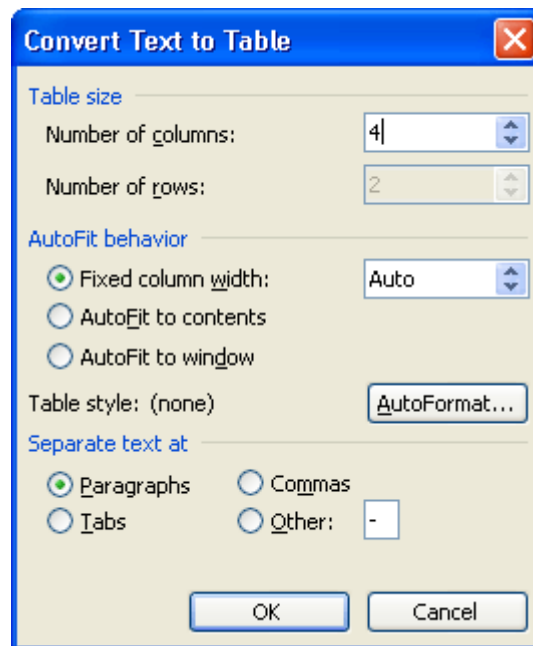 Convert Text to Table
Table size
Number of columns: 4
Number of rows: 2
AutoFit behavior
Fixed column width: Auto
AutoFit to contents
AutoFit to window
Table style: (none) AutoFormat...
Separate text at
Paragraphs Commas
Tabs Other: -
OK Cancel